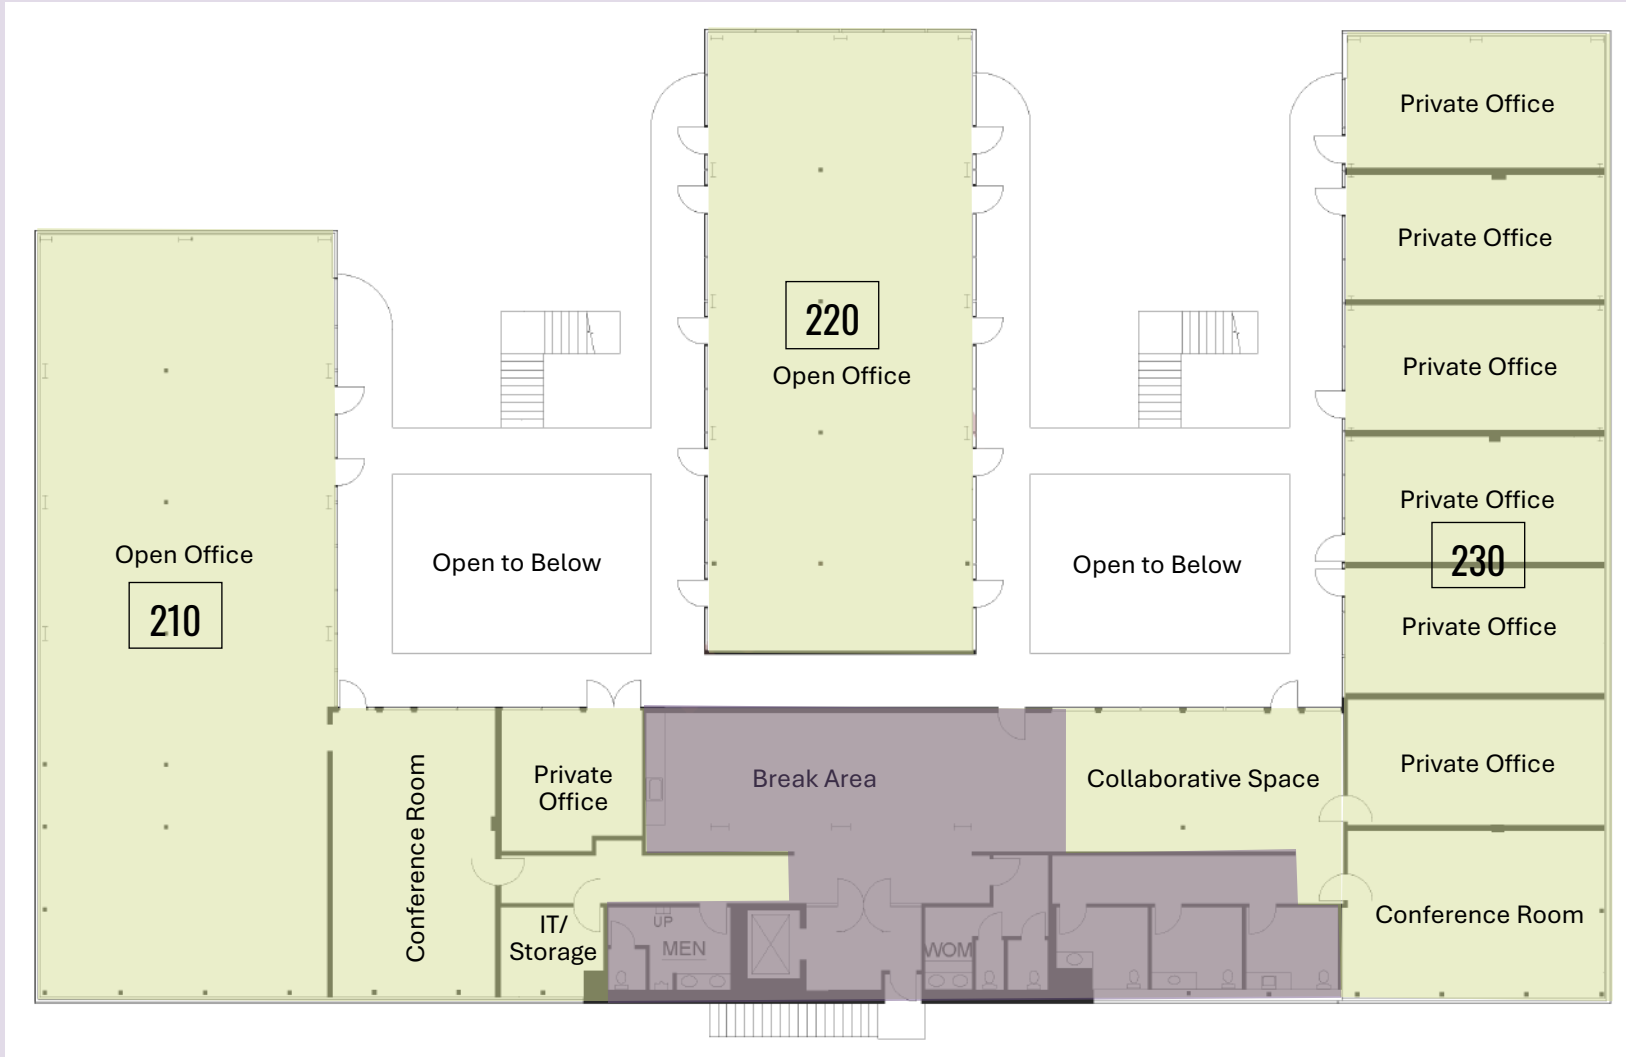 Private Office
Private Office
220
Open Office
Private Office
Private Office
230
Private Office
Open Office
210
Open to Below
Open to Below
Private
Office
Break Area
Collaborative Space
Private Office
Conference Room
IT/
Storage
UP
MEN
WOM
Conference Room